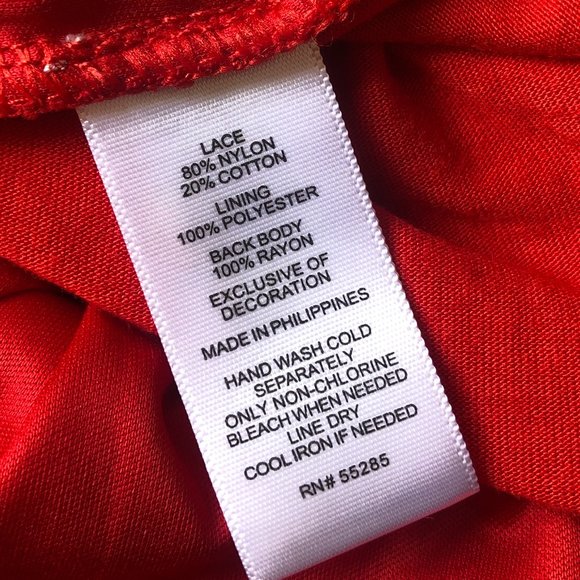 LACE
80% NYLON
20% COTTON
LINING
100% POLYESTER
BACK BODY
100% RAYON
EXCLUSIVE OF
DECORATION
MADE IN PHILIPPINES
HAND WASH COLD
SEPARATELY
ONLY NON-CHLORINE
BLEACH WHEN NEEDED
LINE DRY
COOL IRON IF NEEDED
RN# 55285